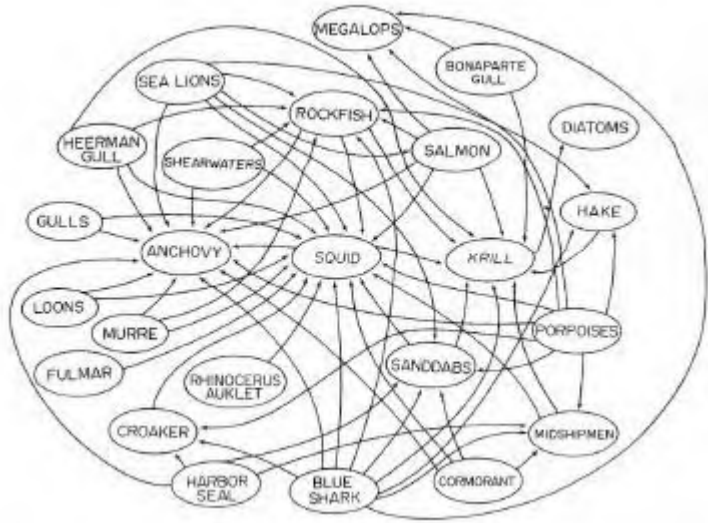 MEGALOPS
BONAPARTE
GULL
SEA LIONS
ROCKFISH
DIATOMS
HEERMAN
GULL
SHEARWATERS
SALMON
GULLS
HAKE
ANCHOVY
SQUID
KRILL
LOONS
MURRE
PORPOISES
FULMAR
RHINOCERUS
AUKLET
SANDDABS
CROAKER
MIDSHIPMEN
HARBOR
SEAL
BLUE
SHARK
CORMORANT